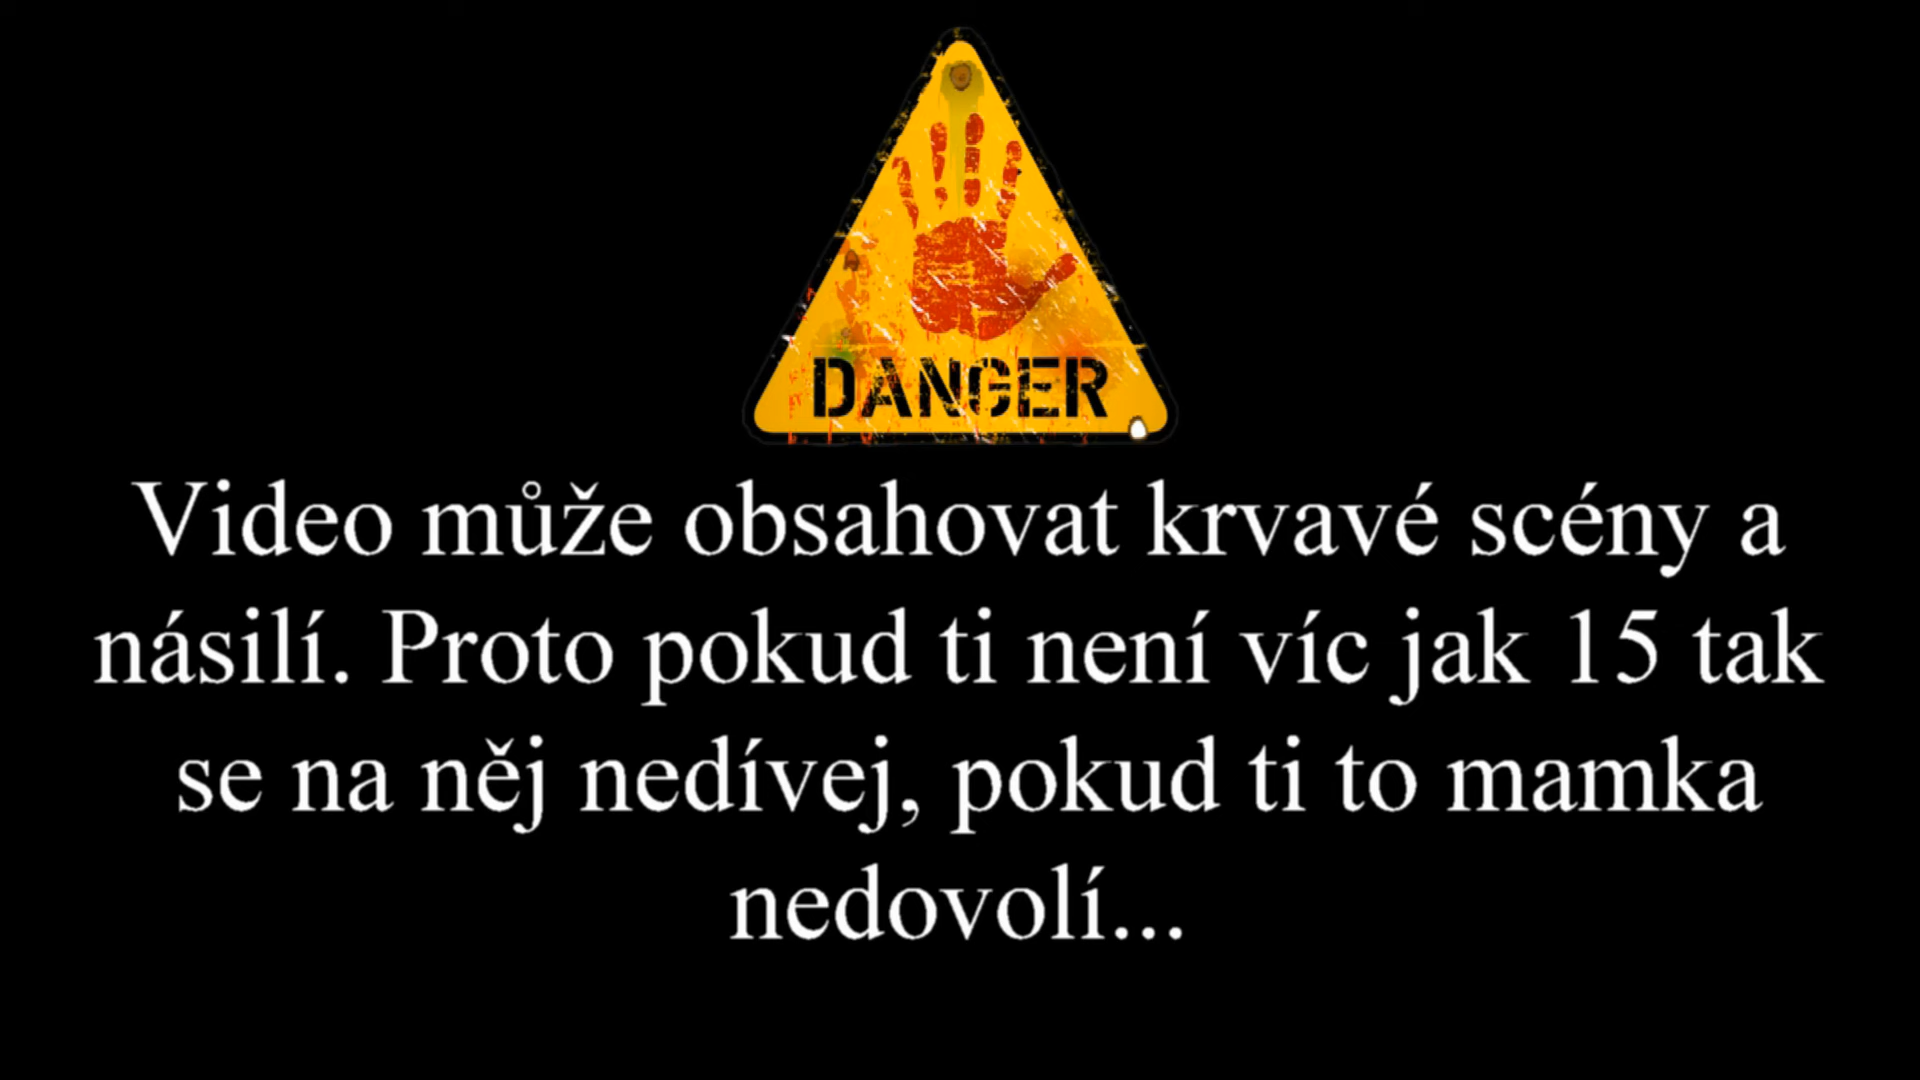 DANGER
Video může obsahovat krvavé scény a
násilí. Proto pokud ti není víc jak 15 tak
se na něj nedívej, pokud ti to mamka
nedovolí...